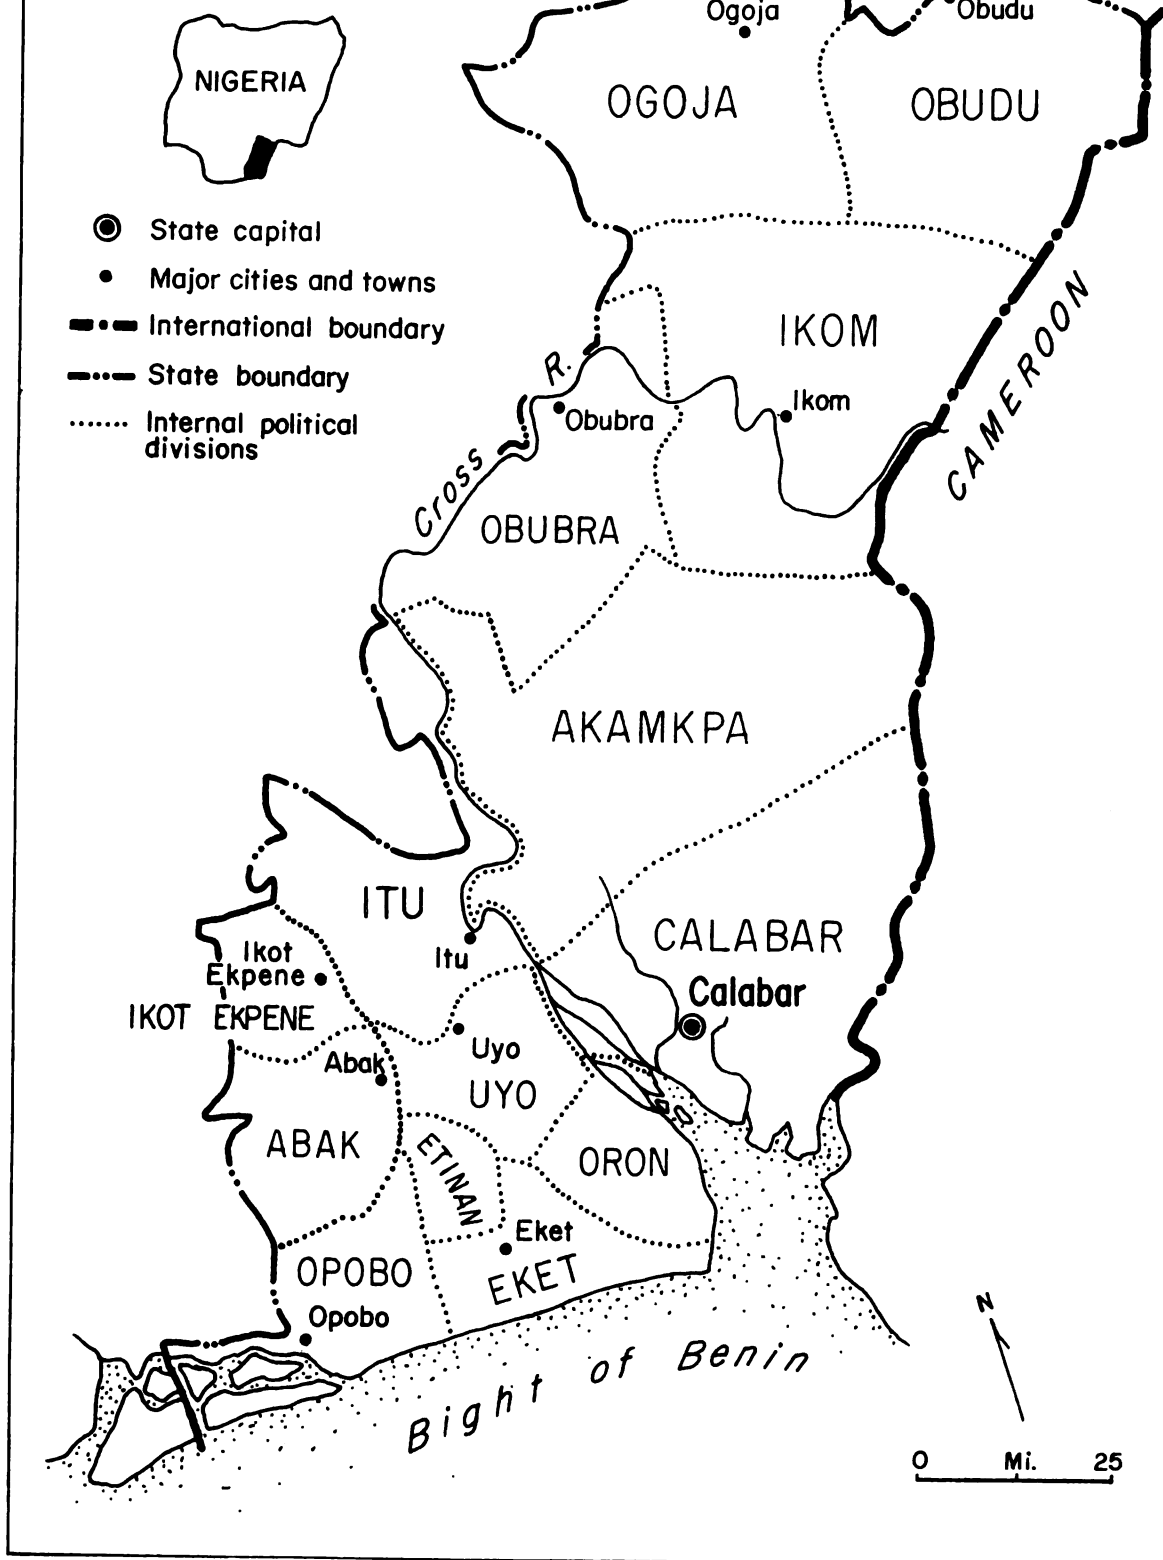 Ogoja
Obudu
NIGERIA
OGOJA
OBUDU
State capital
Major cities and towns
International boundary
State boundary
Internal political
divisions
IKOM
CAMEROON
Cross R.
Obubra
Ikom
OBUBRA
AKAMKPA
ITU
Itu
CALABAR
Calabar
Ikot
Ekpene
IKOT EKPENE
Abak
Uyo
UYO
ABAK
ETINAN
ORON
Eket
EKET
OPOBO
Opobo
Bight of Benin
N
0 Mi. 25